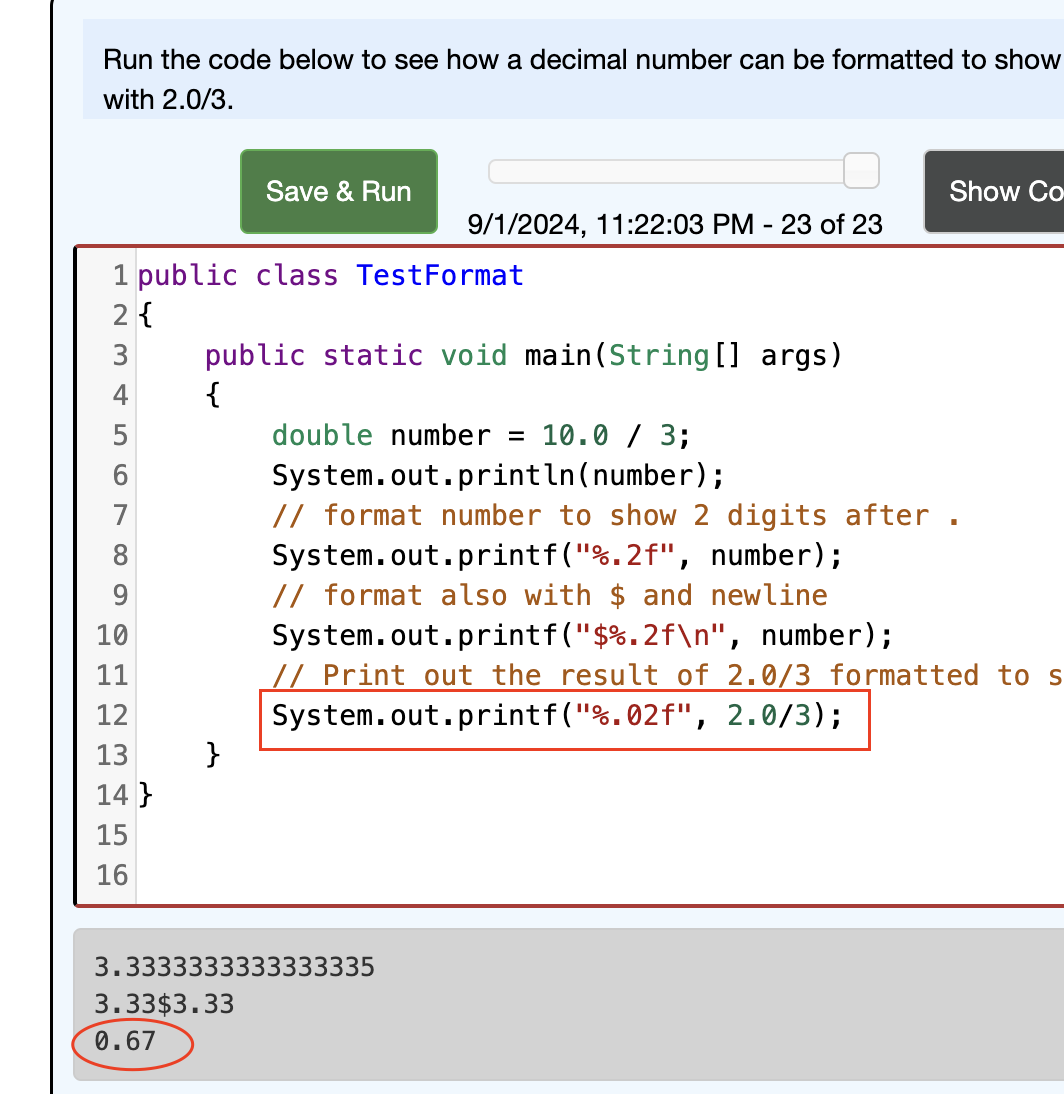 Run the code below to see how a decimal number can be formatted to show
with 2.0/3.
Save & Run
9/1/2024, 11:22:03 PM - 23 of 23
Show Co
1 public class TestFormat
2 {
3     public static void main(String[] args)
4     {
5         double number = 10.0 / 3;
6         System.out.println(number);
7         // format number to show 2 digits after .
8         System.out.printf("%.2f", number);
9         // format also with $ and newline
10         System.out.printf("$%.2f\n", number);
11         // Print out the result of 2.0/3 formatted to s
12         System.out.printf("%.02f", 2.0/3);
13     }
14 }
15
16
3.3333333333333335
3.33$3.33
0.67